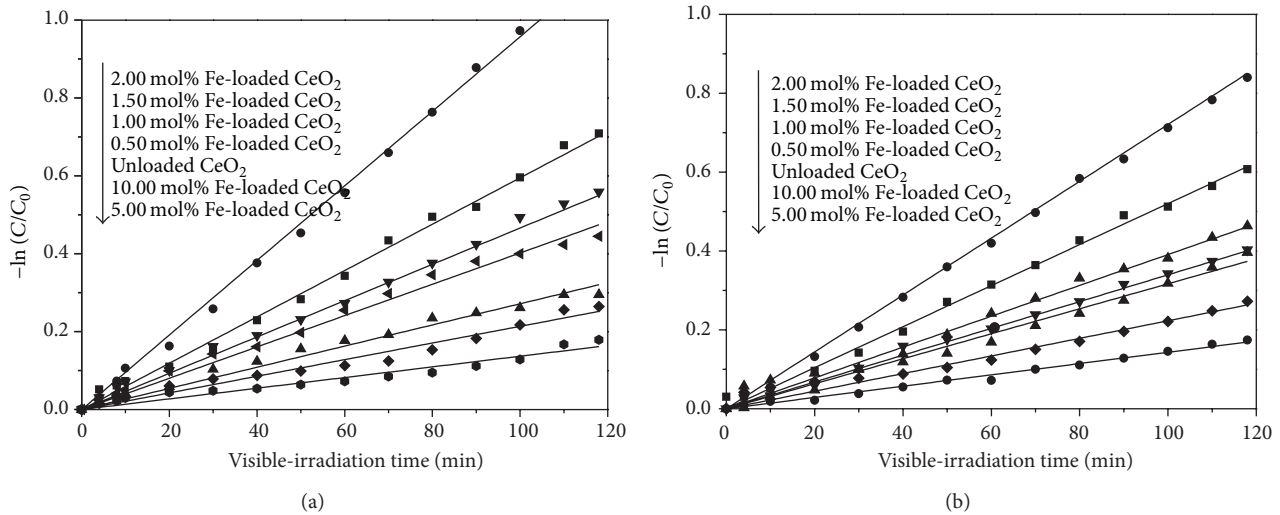 1.0
0.8
0.6
0.4
0.2
0.0
−ln (C/C₀)
2.00 mol% Fe-loaded CeO₂
1.50 mol% Fe-loaded CeO₂
1.00 mol% Fe-loaded CeO₂
0.50 mol% Fe-loaded CeO₂
Unloaded CeO₂
10.00 mol% Fe-loaded CeO₂
5.00 mol% Fe-loaded CeO₂
0 20 40 60 80 100 120
Visible-irradiation time (min)
(a)
1.0
0.8
0.6
0.4
0.2
0.0
−ln (C/C₀)
2.00 mol% Fe-loaded CeO₂
1.50 mol% Fe-loaded CeO₂
1.00 mol% Fe-loaded CeO₂
0.50 mol% Fe-loaded CeO₂
Unloaded CeO₂
10.00 mol% Fe-loaded CeO₂
5.00 mol% Fe-loaded CeO₂
0 20 40 60 80 100 120
Visible-irradiation time (min)
(b)